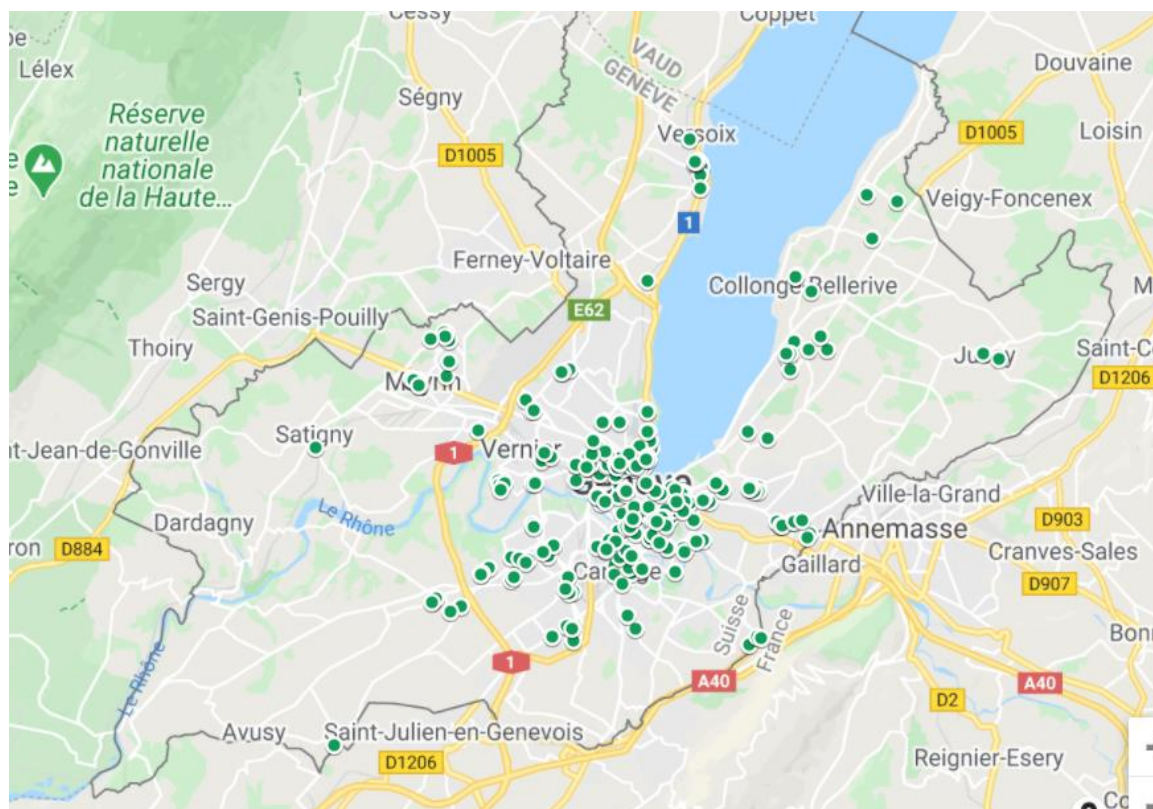 Cessy
Coppet
Lélex
Douvaine
VAUD
GENÈVE
Ségny
Réserve
naturelle
nationale
de la Haute...
Versoix
D1005
D1005
Loisin
Veigy-Foncenex
1
Ferney-Voltaire
Sergy
Collonge-Bellerive
E62
Saint-Genis-Pouilly
Thoiry
Jussy
D1206
Meyrin
Satigny
nt-Jean-de-Gonville
1
Vernier
Genève
Ville-la-Grand
Le Rhône
D903
Dardagny
Annemasse
D884
Cranves-Sales
Gaillard
Carouge
D907
Suisse
France
1
A40
A40
Le Rhône
D2
Avusy
Saint-Julien-en-Genevois
D1206
Reignier-Esery